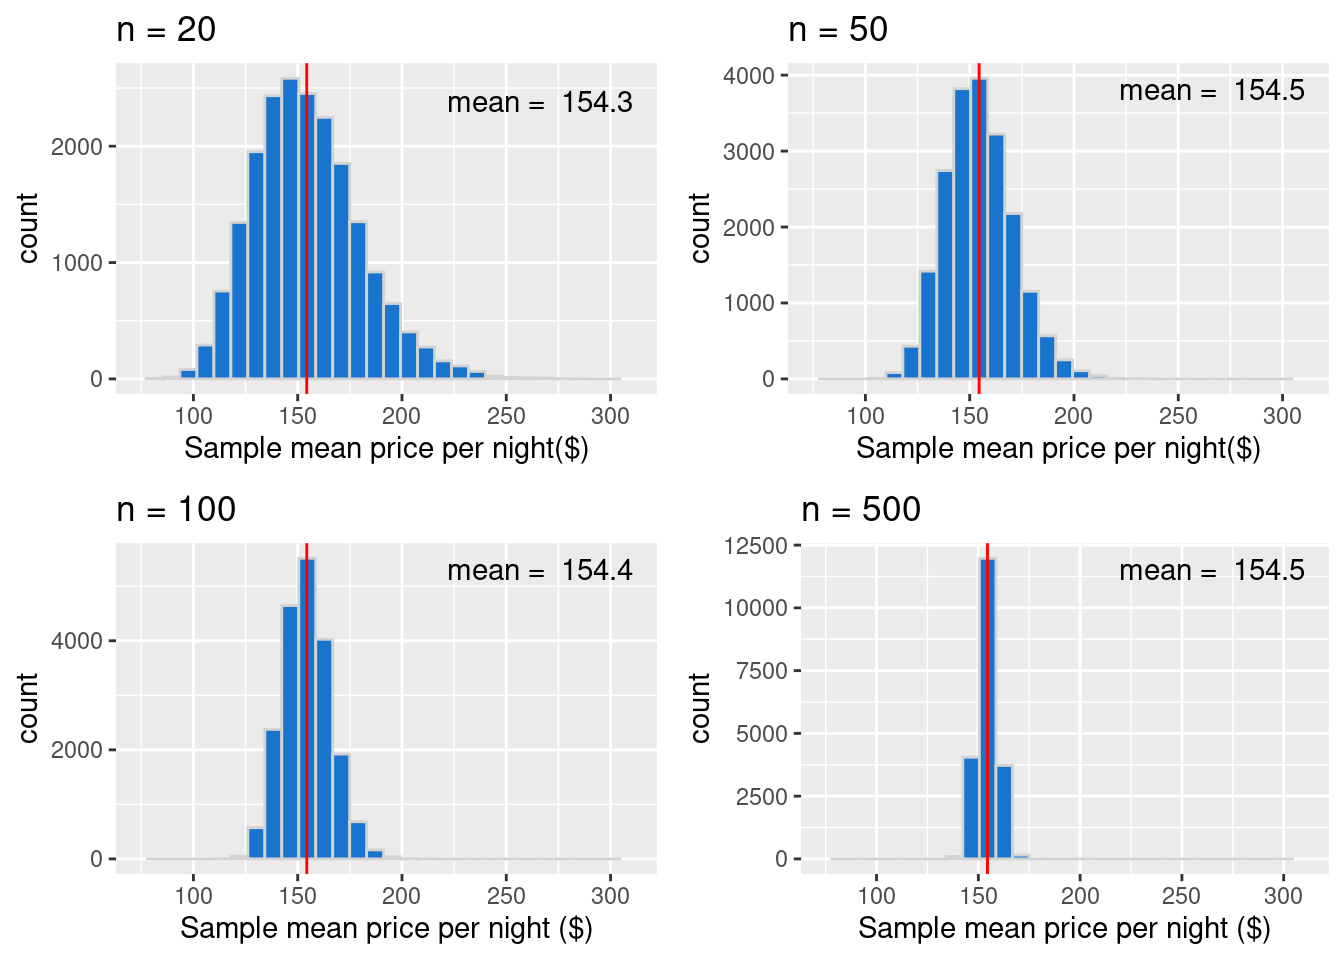 n = 20
mean = 154.3
2000
1000
0
count
100 150 200 250 300
Sample mean price per night($)
n = 50
mean = 154.5
4000
3000
2000
1000
0
count
100 150 200 250 300
Sample mean price per night($)
n = 100
mean = 154.4
4000
2000
0
count
100 150 200 250 300
Sample mean price per night ($)
n = 500
mean = 154.5
12500
10000
7500
5000
2500
0
count
100 150 200 250 300
Sample mean price per night ($)